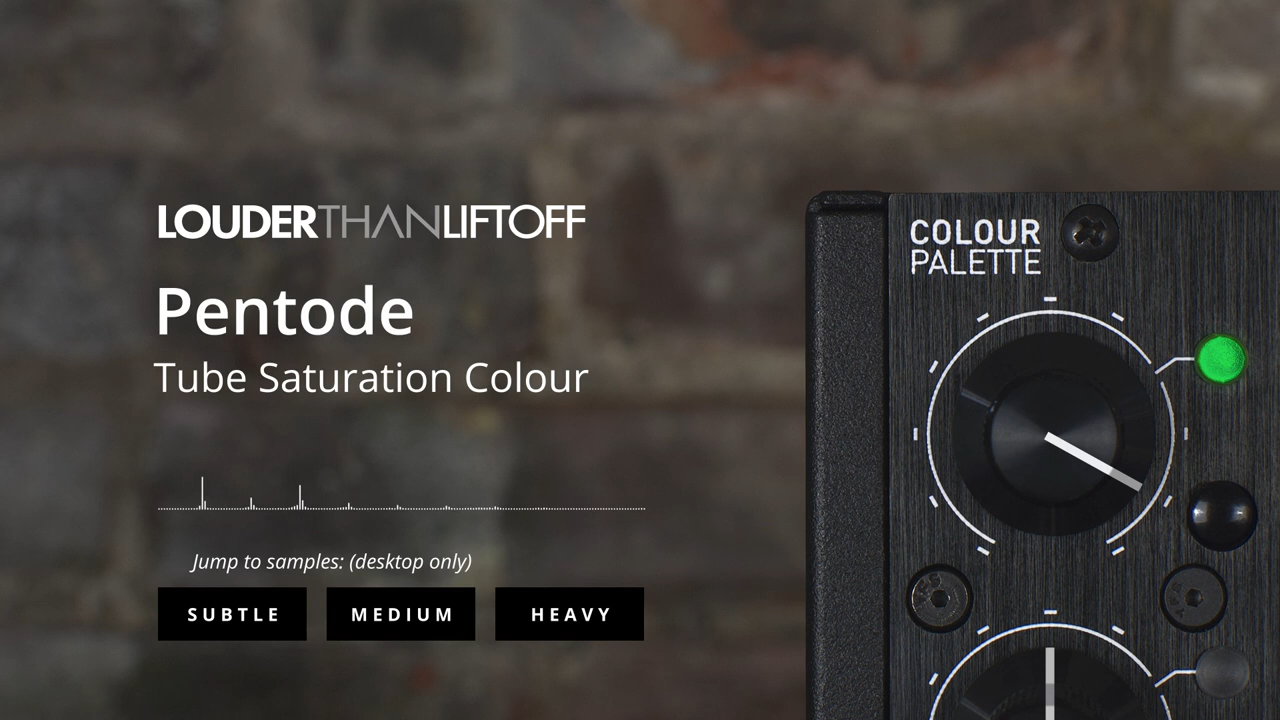 LOUDERTHANLIFTOFF
Pentode
Tube Saturation Colour
Jump to samples: (desktop only)
SUBTLE
MEDIUM
HEAVY
COLOUR
PALETTE